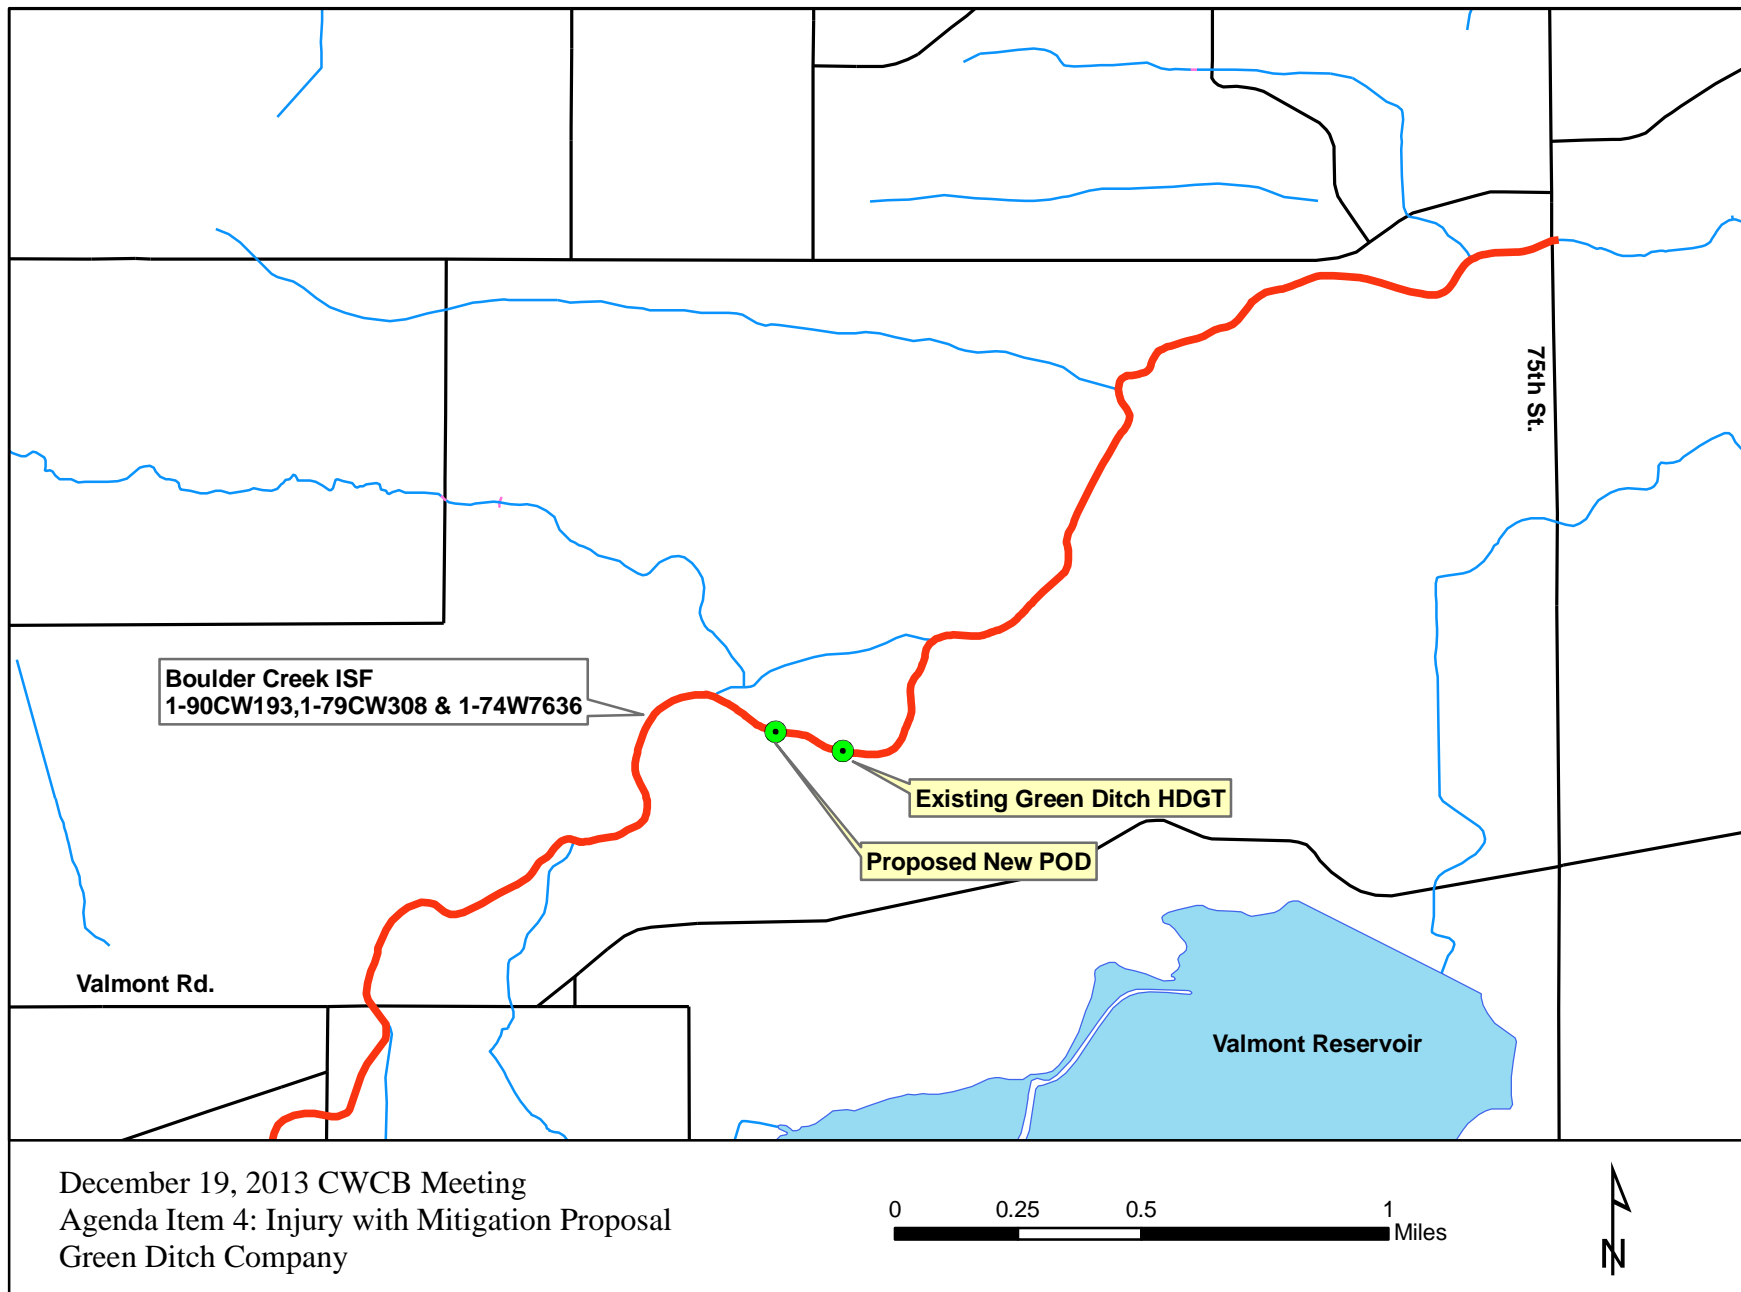 75th St.
Boulder Creek ISF
1-90CW193,1-79CW308 & 1-74W7636
Existing Green Ditch HDGT
Proposed New POD
Valmont Rd.
Valmont Reservoir
December 19, 2013 CWCB Meeting
Agenda Item 4: Injury with Mitigation Proposal
Green Ditch Company
0 0.25 0.5 1
Miles
N